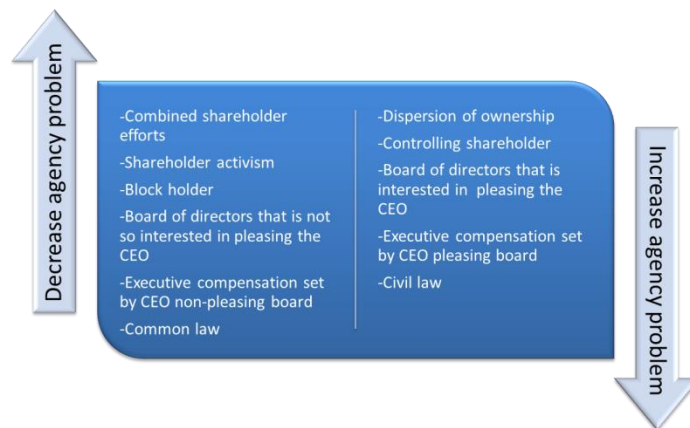 Decrease agency problem
-Combined shareholder
efforts
-Shareholder activism
-Block holder
-Board of directors that is not
so interested in pleasing the
CEO
-Executive compensation set
by CEO non-pleasing board
-Common law
-Dispersion of ownership
-Controlling shareholder
-Board of directors that is
interested in pleasing the
CEO
-Executive compensation set
by CEO pleasing board
-Civil law
Increase agency problem